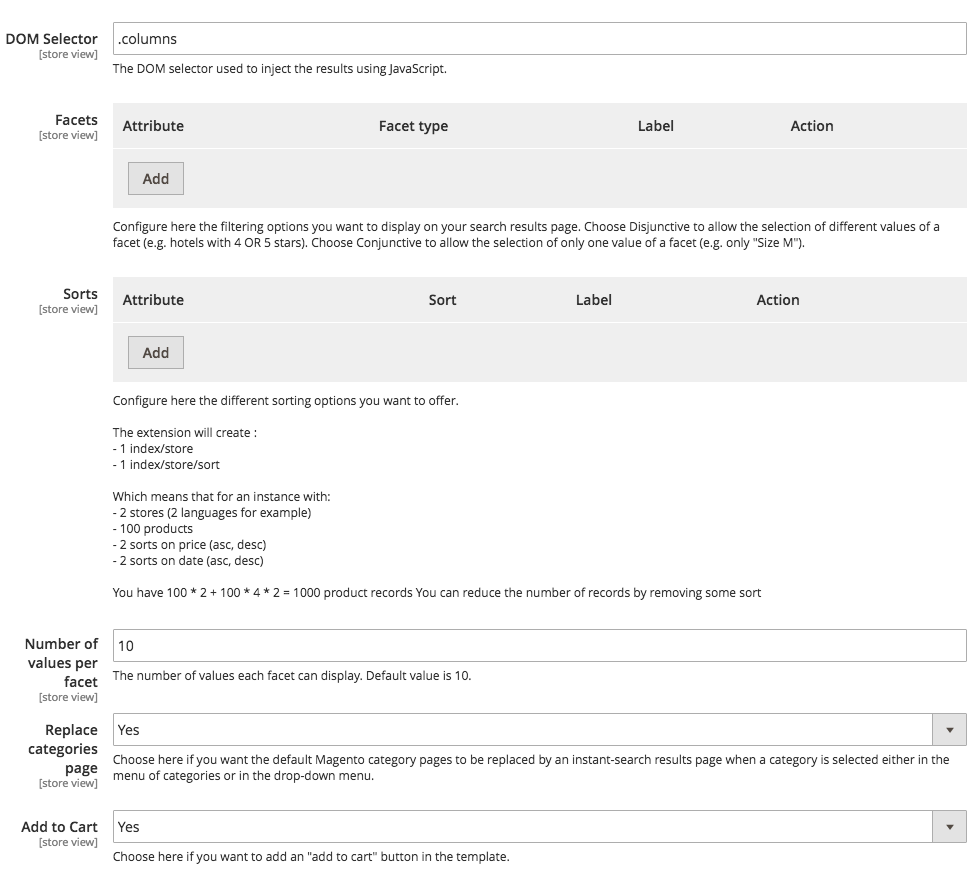 DOM Selector
[store view]
.columns
The DOM selector used to inject the results using JavaScript.
Facets
[store view]
Attribute Facet type Label Action
Add
Configure here the filtering options you want to display on your search results page. Choose Disjunctive to allow the selection of different values of a
facet (e.g. hotels with 4 OR 5 stars). Choose Conjunctive to allow the selection of only one value of a facet (e.g. only "Size M").
Sorts
[store view]
Attribute Sort Label Action
Add
Configure here the different sorting options you want to offer.
The extension will create :
- 1 index/store
- 1 index/store/sort
Which means that for an instance with:
- 2 stores (2 languages for example)
- 100 products
- 2 sorts on price (asc, desc)
- 2 sorts on date (asc, desc)
You have 100 * 2 + 100 * 4 * 2 = 1000 product records You can reduce the number of records by removing some sort
Number of
values per
facet
[store view]
10
The number of values each facet can display. Default value is 10.
Replace
categories
page
[store view]
Yes
Choose here if you want the default Magento category pages to be replaced by an instant-search results page when a category is selected either in the
menu of categories or in the drop-down menu.
Add to Cart
[store view]
Yes
Choose here if you want to add an "add to cart" button in the template.